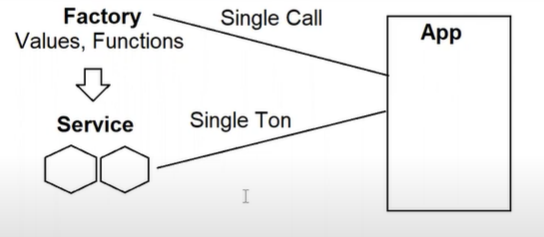 Factory
Values, Functions
Single Call
App
Service
Single Ton